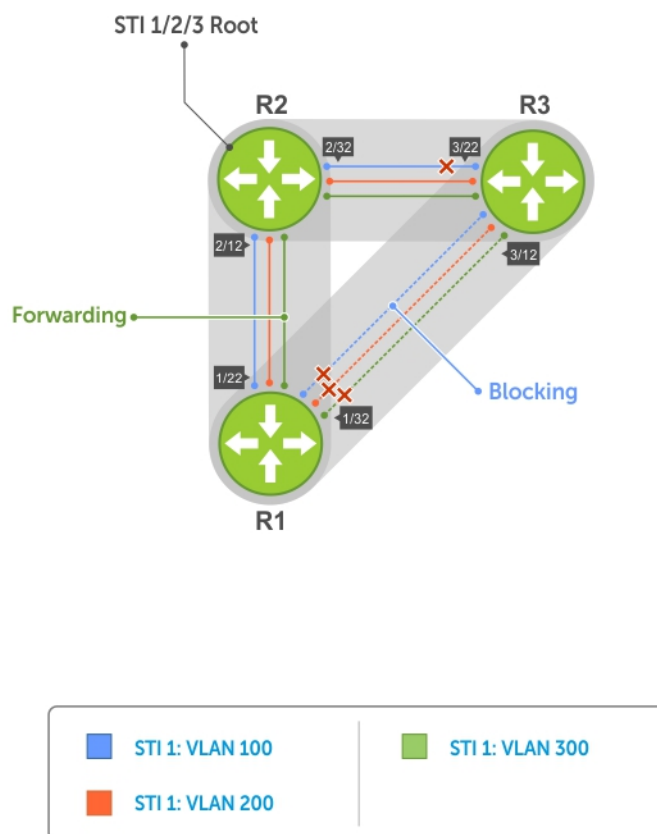 STI 1/2/3 Root
R2
R3
2/32
3/22
2/12
3/12
Forwarding
1/22
Blocking
1/32
R1
STI 1: VLAN 100
STI 1: VLAN 300
STI 1: VLAN 200